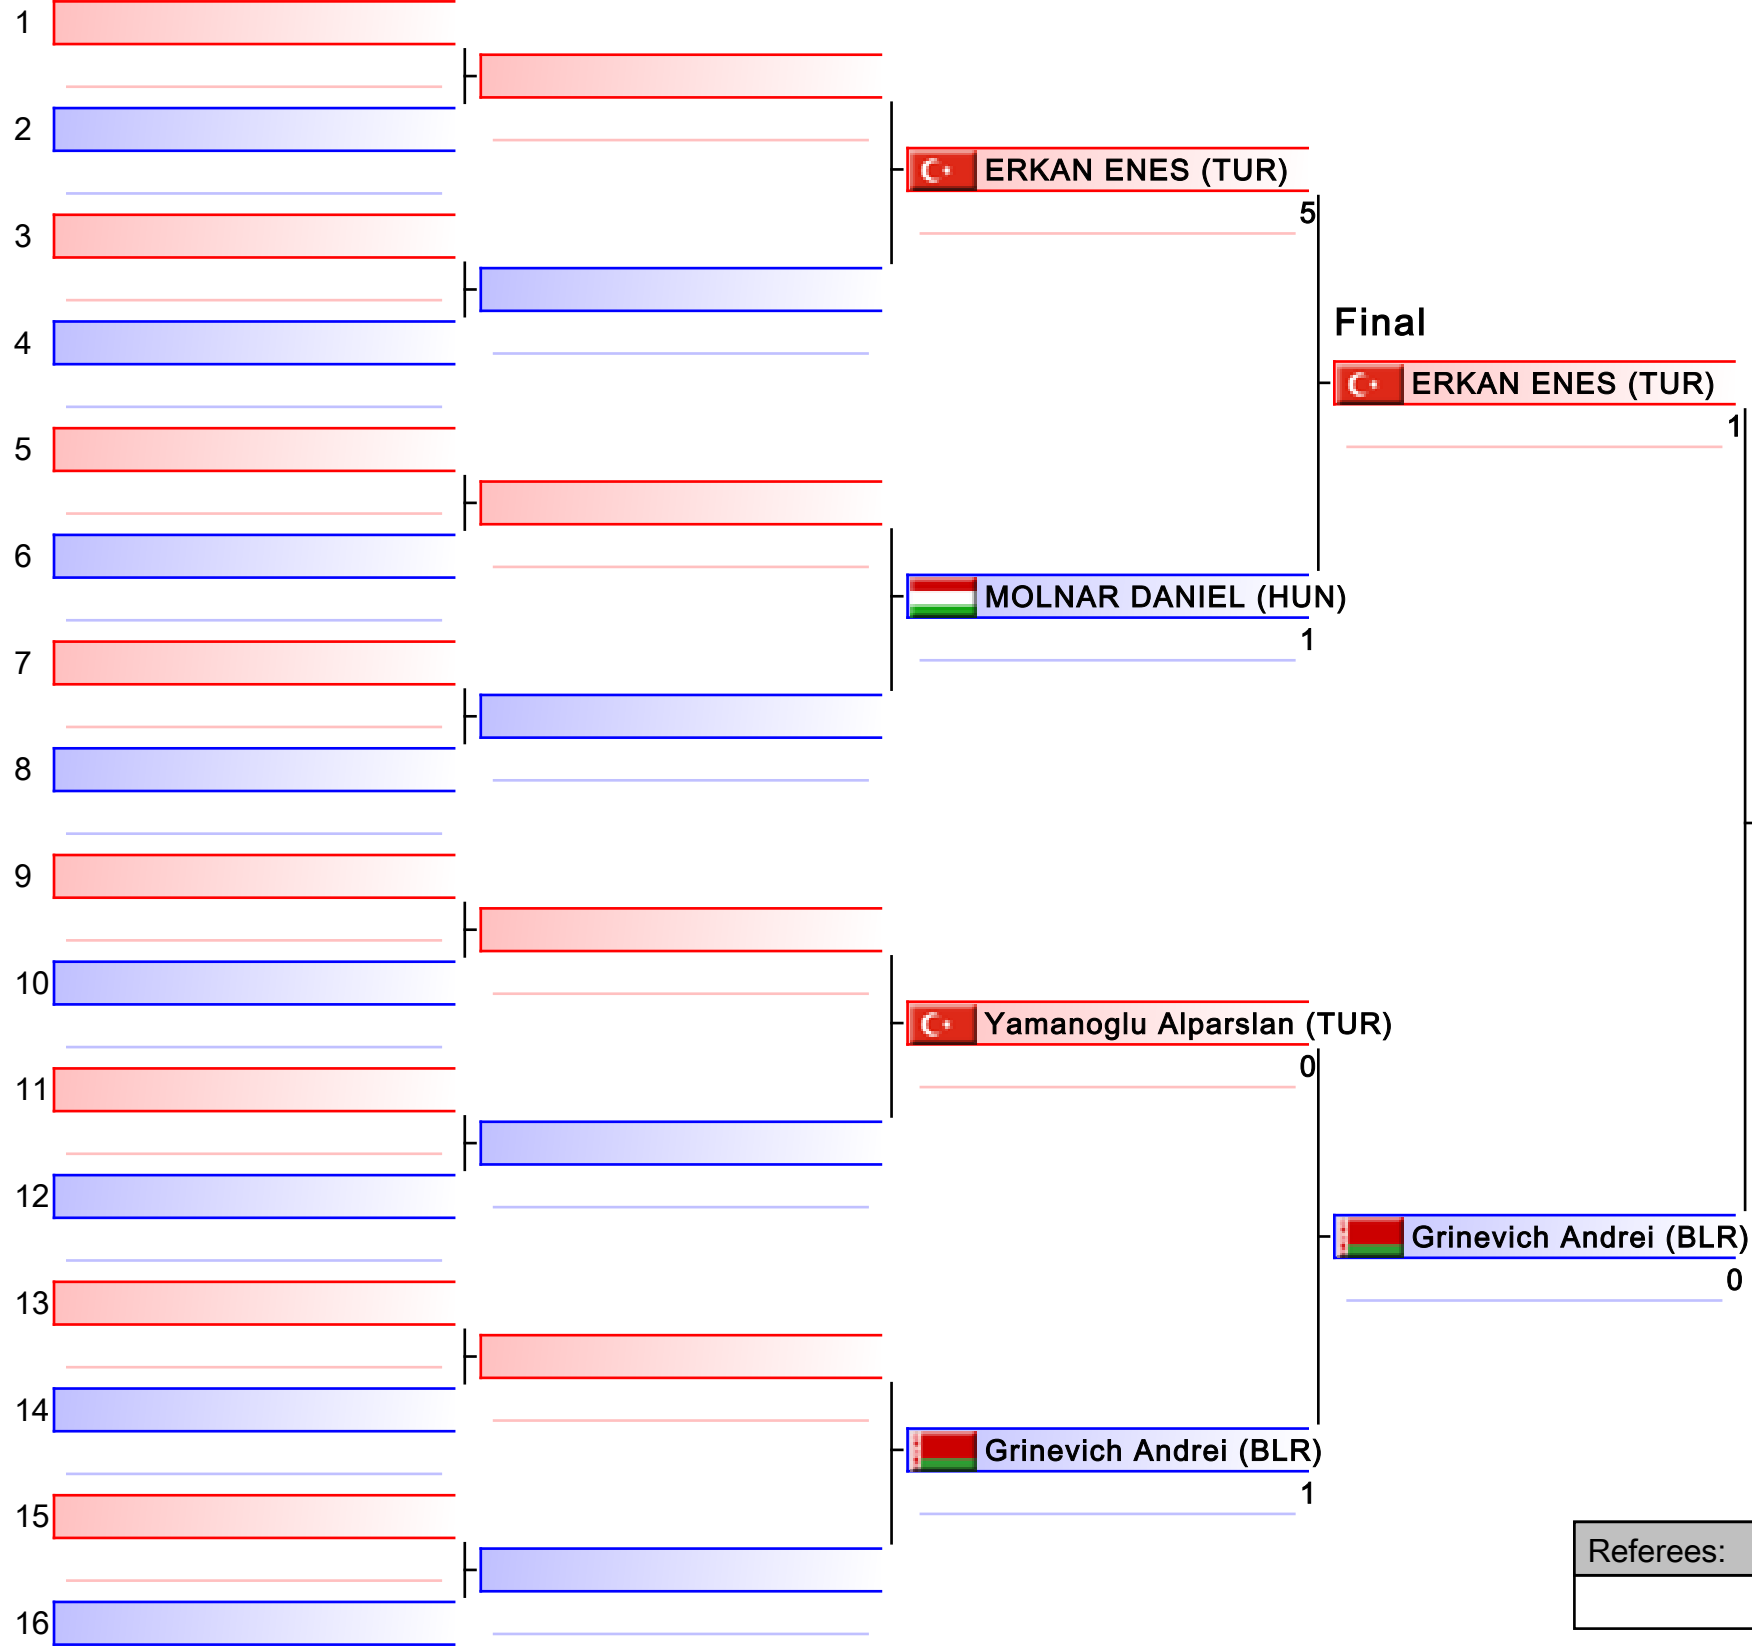 1
2
ERKAN ENES (TUR)
5
3
Final
4
ERKAN ENES (TUR)
1
5
6
MOLNAR DANIEL (HUN)
1
7
8
9
10
Yamanoglu Alparslan (TUR)
0
11
12
Grinevich Andrei (BLR)
0
13
14
Grinevich Andrei (BLR)
1
15
Referees:
16